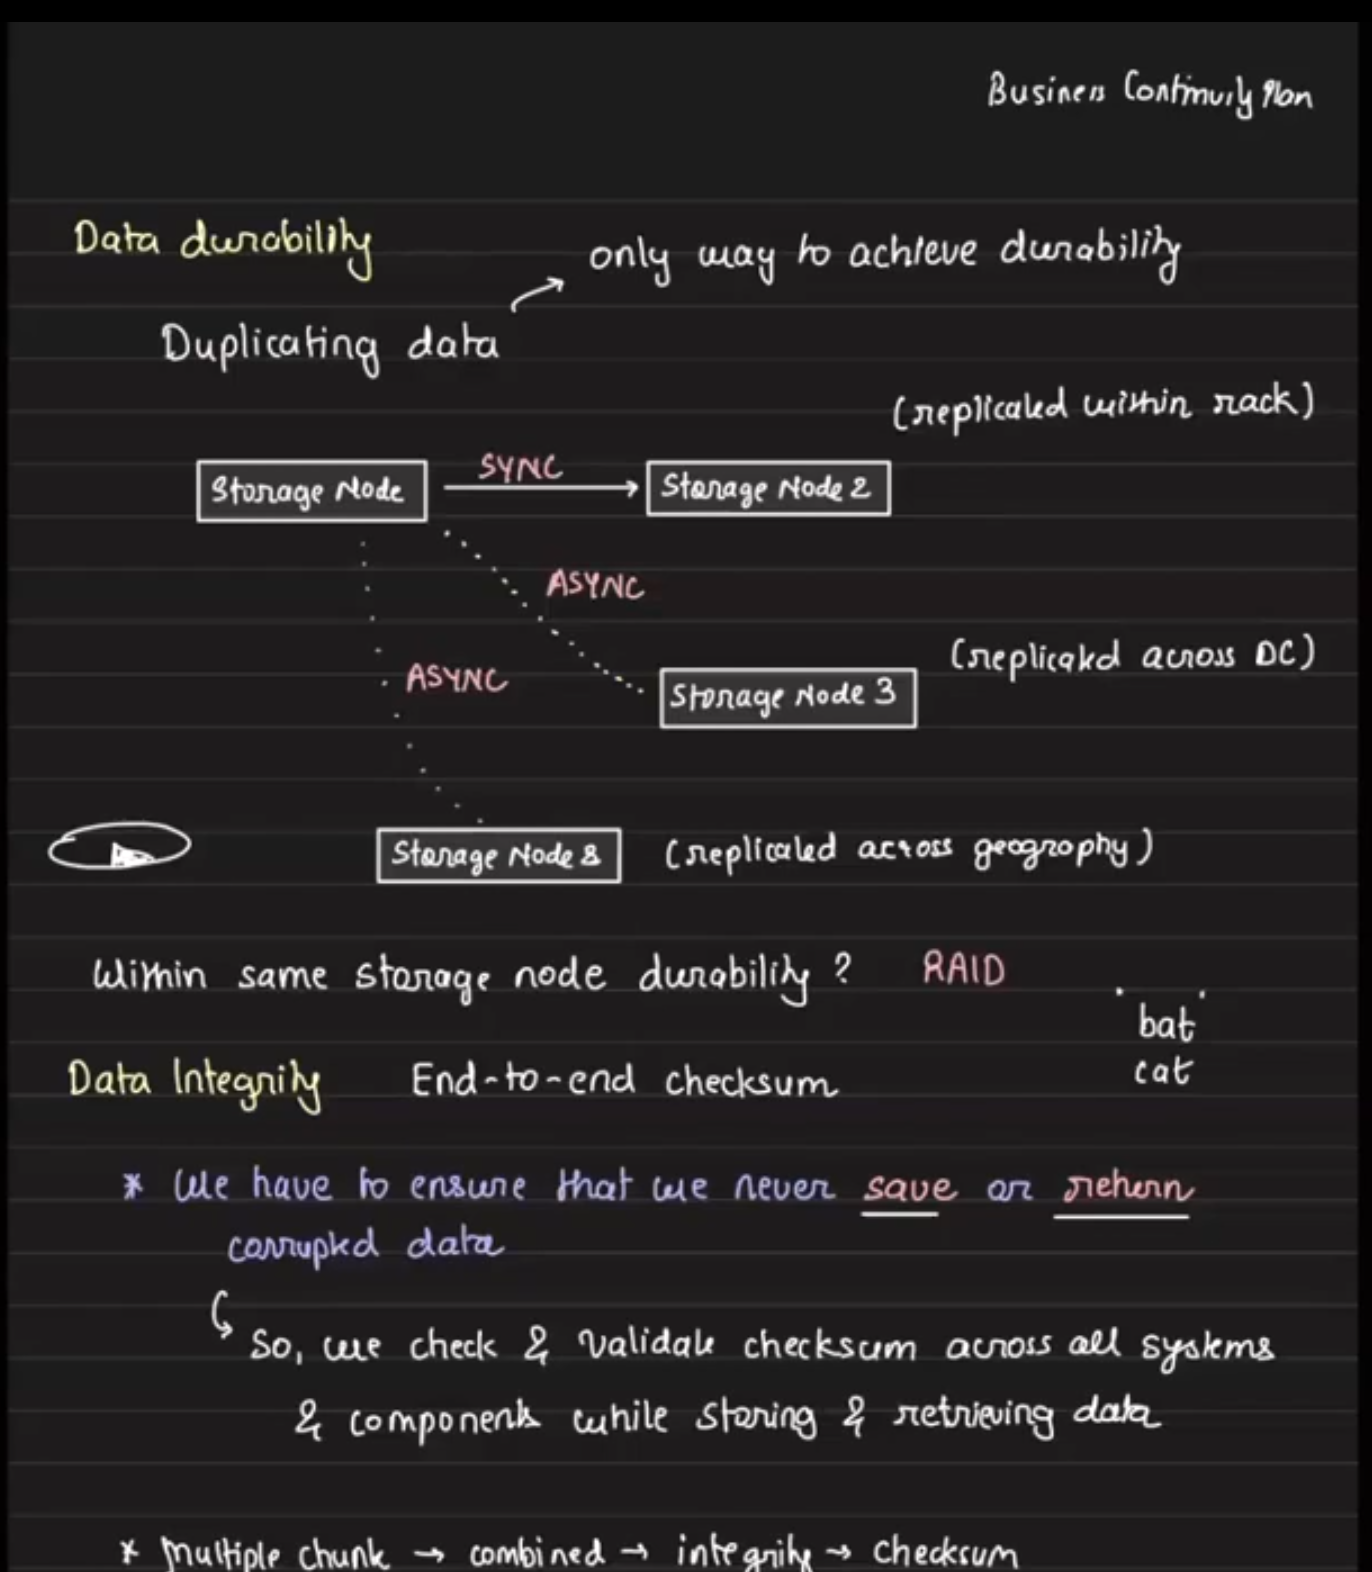 Business Continuity Plan
Data durability
only way to achieve durability
Duplicating data
(replicated within rack)
Storage Node
SYNC
Storage Node 2
ASYNC
(replicated across DC)
ASYNC
Storage Node 3
Storage Node 8
(replicated across geography)
Within same storage node durability? RAID
bat
Data Integrity End-to-end checksum
cat
* We have to ensure that we never save or return
corrupted data
So, we check & validate checksum across all systems
& components while storing & retrieving data
* Multiple chunk → combined → integrity → checksum